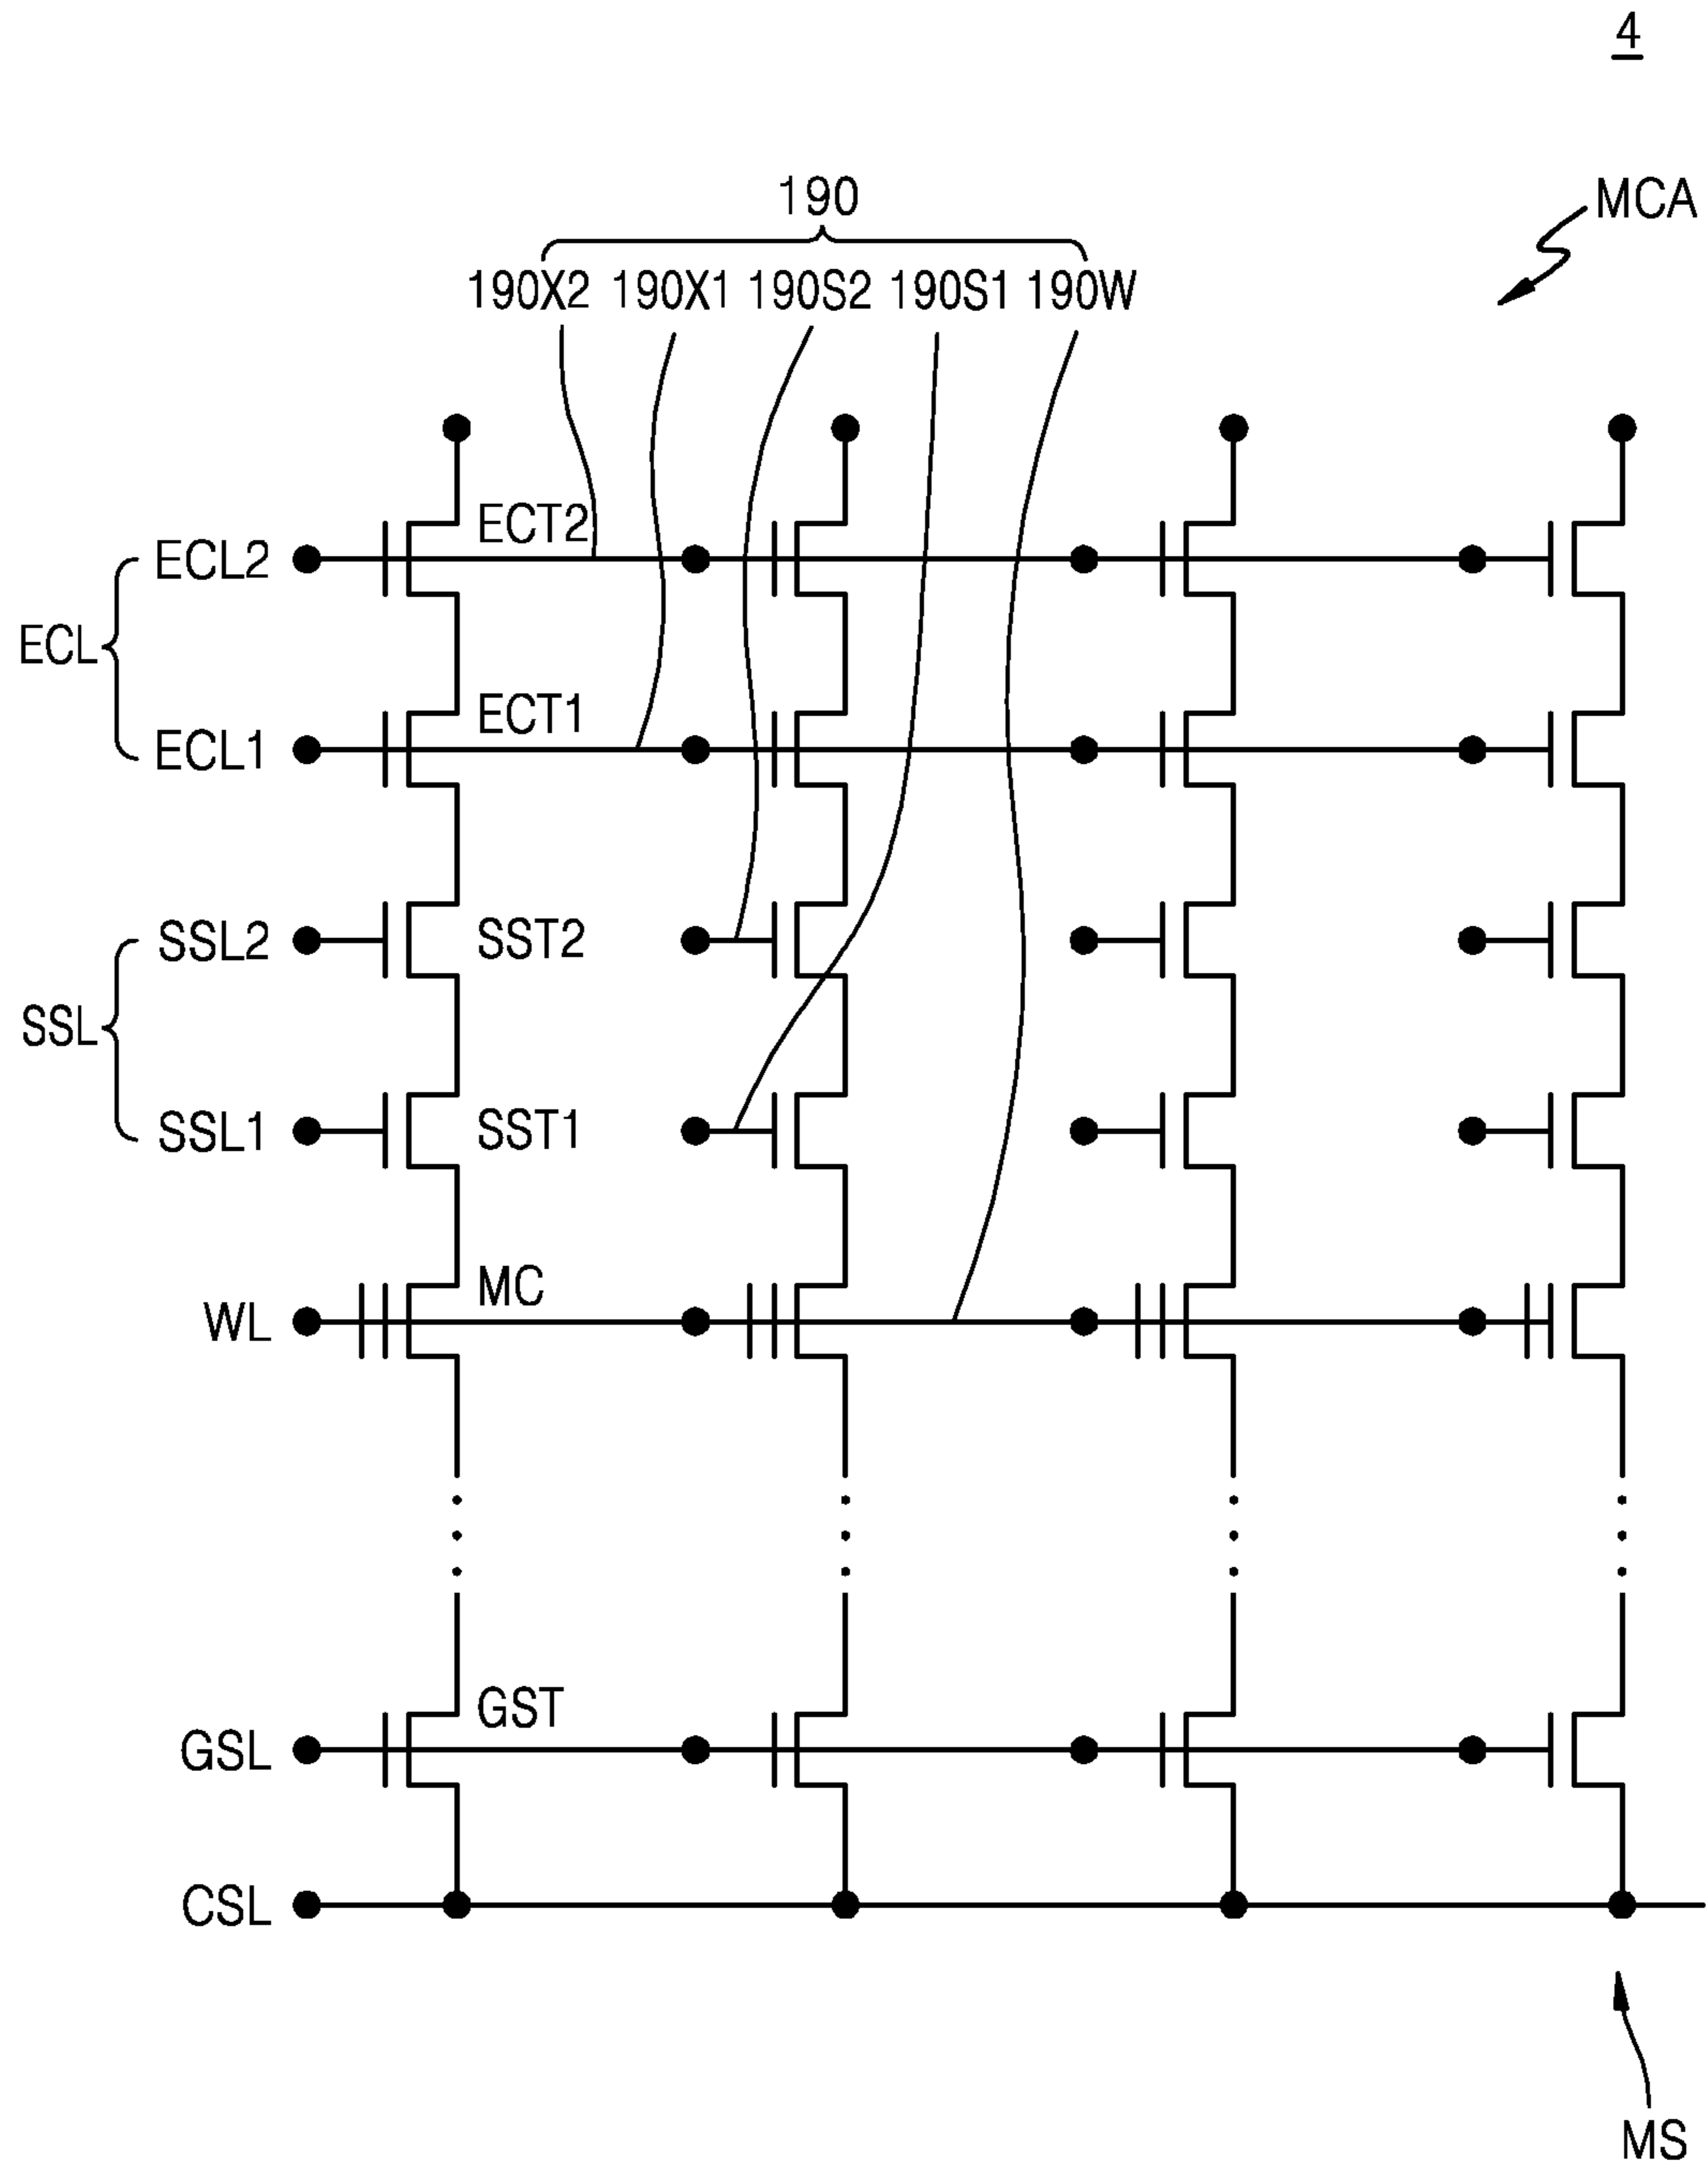 4
MCA
190
190X2 190X1 190S2 190S1 190W
ECT2
ECL2
ECL
ECT1
ECL1
SSL2
SST2
SSL
SSL1
SST1
MC
WL
GST
GSL
CSL
MS